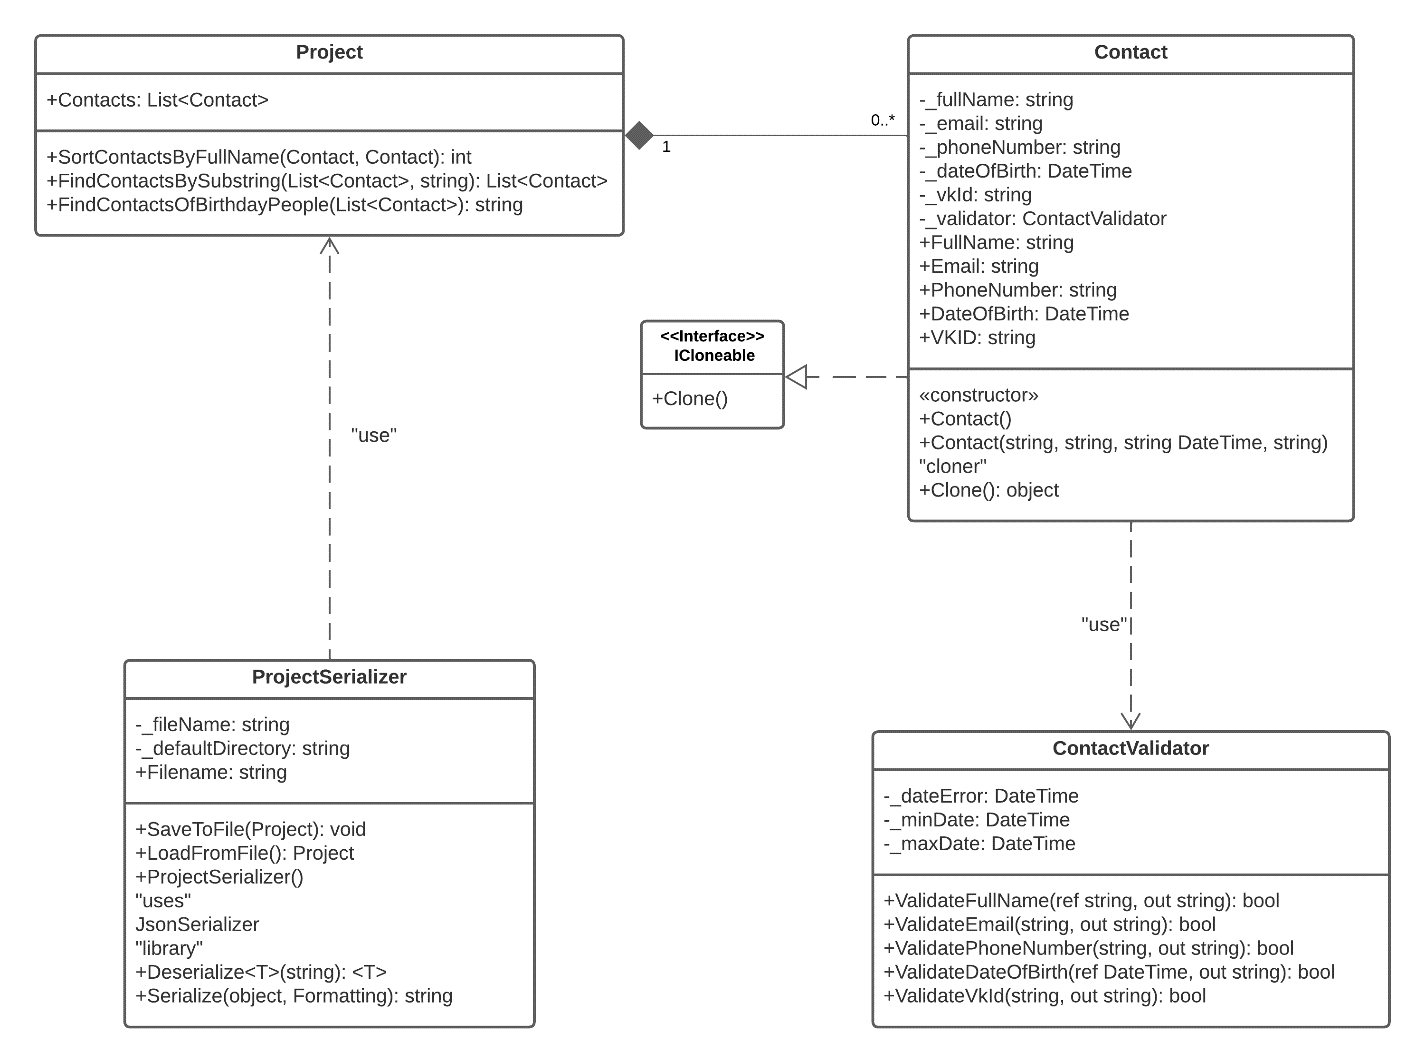 Project
+Contacts: List<Contact>
+SortContactsByFullName(Contact, Contact): int
+FindContactsBySubstring(List<Contact>, string): List<Contact>
+FindContactsOfBirthdayPeople(List<Contact>): string
1
0..*
Contact
-_fullName: string
-_email: string
-_phoneNumber: string
-_dateOfBirth: DateTime
-_vkId: string
-_validator: ContactValidator
+FullName: string
+Email: string
+PhoneNumber: string
+DateOfBirth: DateTime
+VKID: string
«constructor»
+Contact()
+Contact(string, string, string DateTime, string)
"cloner"
+Clone(): object
<<Interface>>
ICloneable
+Clone()
"use"
"use"
ProjectSerializer
-_fileName: string
-_defaultDirectory: string
+Filename: string
+SaveToFile(Project): void
+LoadFromFile(): Project
+ProjectSerializer()
"uses"
JsonSerializer
"library"
+Deserialize<T>(string): <T>
+Serialize(object, Formatting): string
ContactValidator
-_dateError: DateTime
-_minDate: DateTime
-_maxDate: DateTime
+ValidateFullName(ref string, out string): bool
+ValidateEmail(string, out string): bool
+ValidatePhoneNumber(string, out string): bool
+ValidateDateOfBirth(ref DateTime, out string): bool
+ValidateVkId(string, out string): bool